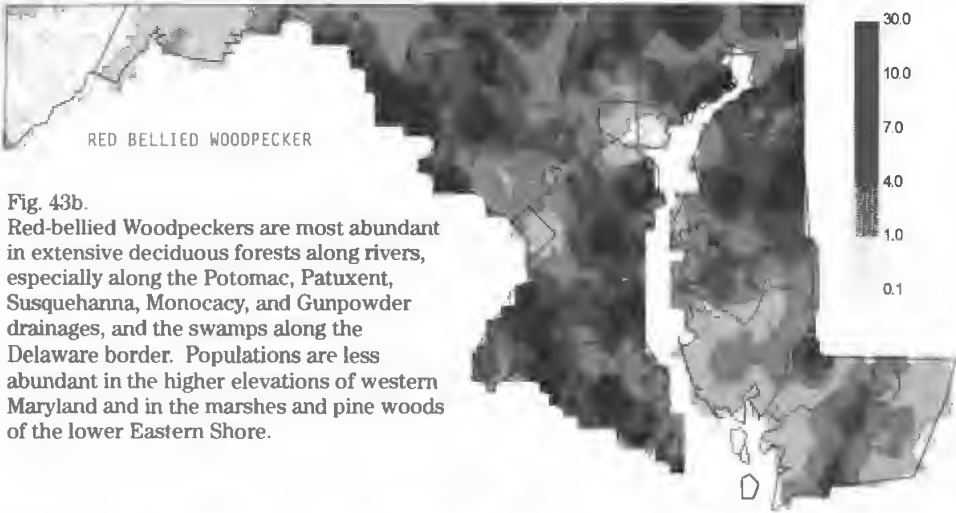 RED BELLIED WOODPECKER
Fig. 43b.
Red-bellied Woodpeckers are most abundant
in extensive deciduous forests along rivers,
especially along the Potomac, Patuxent,
Susquehanna, Monocacy, and Gunpowder
drainages, and the swamps along the
Delaware border. Populations are less
abundant in the higher elevations of western
Maryland and in the marshes and pine woods
of the lower Eastern Shore.
30.0
10.0
7.0
4.0
1.0
0.1